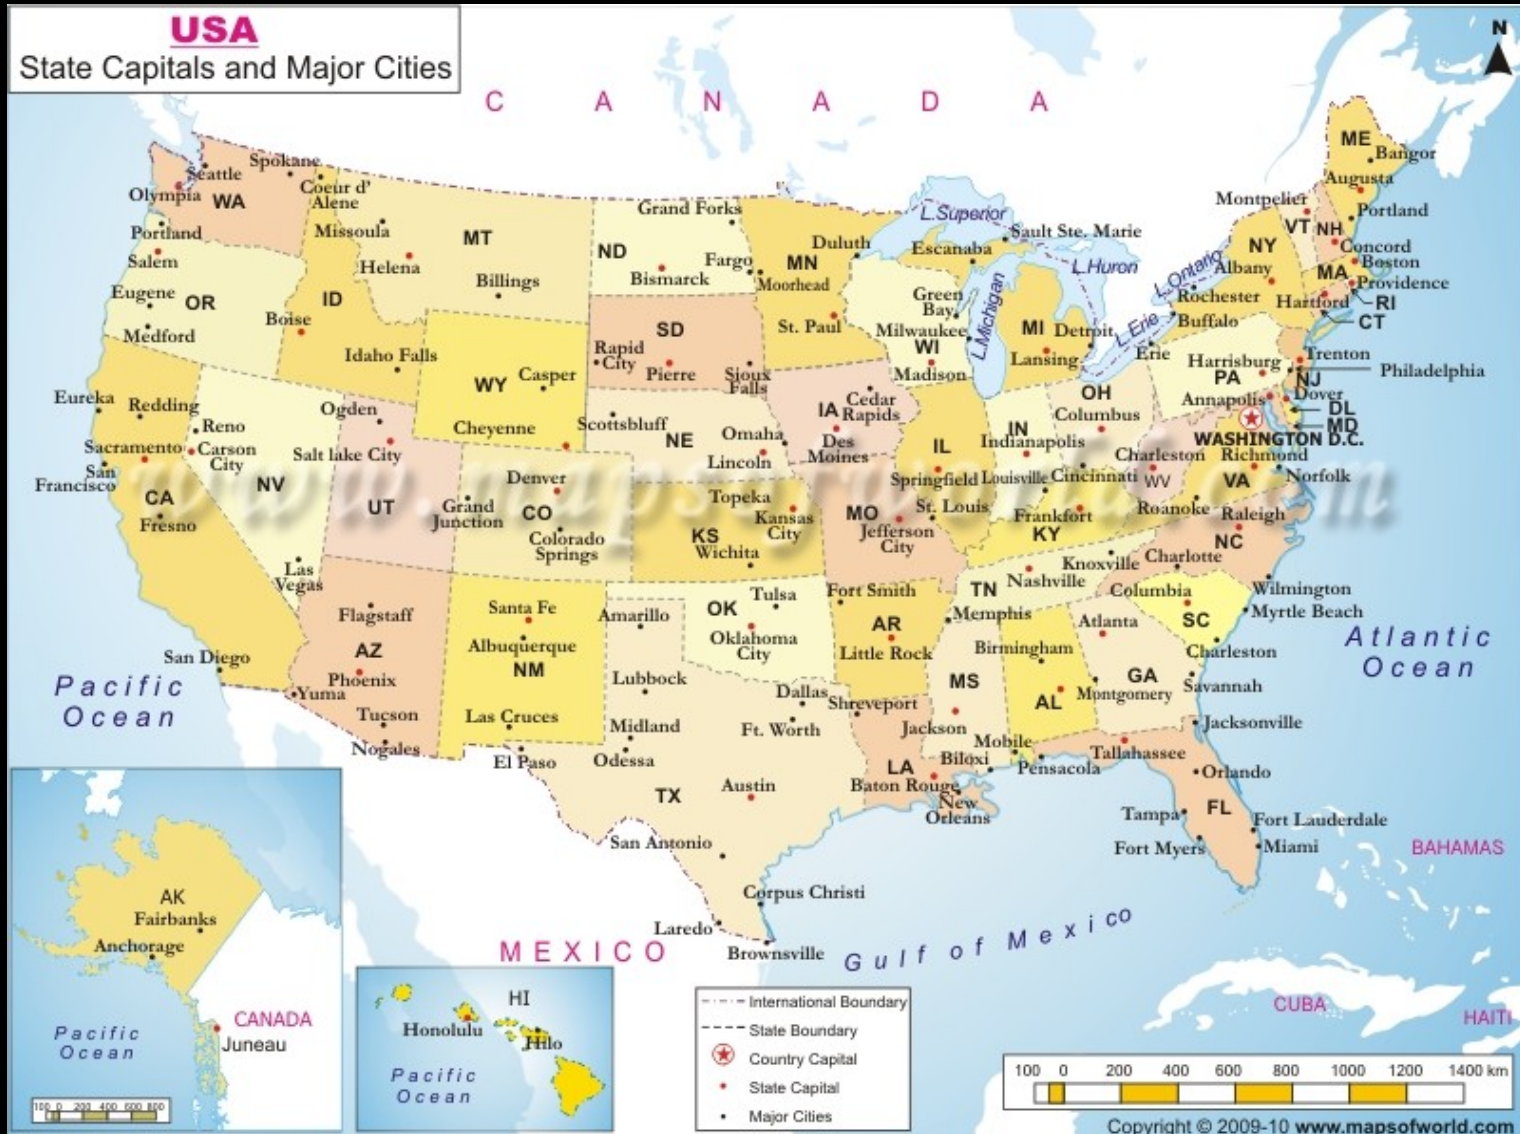 USA
State Capitals and Major Cities
N
C A N A D A
Seattle
Spokane
Olympia
WA
Coeur d'
Alene
Portland
Salem
Eugene
OR
Medford
Missoula
MT
Helena
Billings
ID
Boise
Idaho Falls
Grand Forks
ND
Fargo
Bismarck
Duluth
MN
Moorhead
St. Paul
L.Superior
Sault Ste. Marie
Escanaba
L.Huron
L.Michigan
Green
Bay
Milwaukee
WI
Madison
MI
Detroit
Lansing
L.Ontario
L.Erie
ME
Bangor
Augusta
Montpelier
VT
NH
Portland
Concord
Boston
NY
Albany
MA
Providence
Rochester
Hartford
RI
CT
Buffalo
Erie
Harrisburg
PA
Trenton
Philadelphia
NJ
Annapolis
Dover
DL
MD
WASHINGTON D.C.
SD
Rapid
City
Pierre
Sioux
Falls
WY
Casper
Cheyenne
Eureka
Redding
Reno
Sacramento
Carson
City
San
Francisco
CA
Fresno
NV
Las
Vegas
San Diego
Ogden
Salt lake City
UT
Scottsbluff
NE
Omaha
Lincoln
IA
Cedar
Rapids
Des
Moines
Denver
Grand
Junction
CO
Colorado
Springs
Topeka
Kansas
City
KS
Wichita
IL
Springfield
St. Louis
MO
Jefferson
City
IN
Indianapolis
OH
Columbus
Louisville
Cincinnati
Frankfort
KY
Charleston
WV
Richmond
VA
Norfolk
Roanoke
Raleigh
NC
Charlotte
Wilmington
Myrtle Beach
Knoxville
Nashville
TN
Memphis
Columbia
SC
Charleston
www.mapsofworld.com
Flagstaff
AZ
Phoenix
Yuma
Tucson
Nogales
Santa Fe
Albuquerque
NM
Las Cruces
El Paso
Amarillo
Lubbock
Midland
Odessa
OK
Tulsa
Oklahoma
City
Dallas
Ft. Worth
TX
Austin
San Antonio
Corpus Christi
Laredo
Brownsville
Fort Smith
AR
Little Rock
Shreveport
LA
Baton Rouge
New
Orleans
MS
Jackson
Biloxi
Birmingham
AL
Mobile
Montgomery
Atlanta
GA
Savannah
Pensacola
Tallahassee
Jacksonville
Orlando
FL
Tampa
Fort Lauderdale
Fort Myers
Miami
Pacific
Ocean
Atlantic
Ocean
Gulf of Mexico
MEXICO
BAHAMAS
CUBA
HAITI
AK
Fairbanks
Anchorage
CANADA
Juneau
Pacific
Ocean
100 0 200 400 600 800
HI
Honolulu
Hilo
Pacific
Ocean
International Boundary
State Boundary
Country Capital
State Capital
Major Cities
100 0 200 400 600 800 1000 1200 1400 km
Copyright © 2009-10 www.mapsofworld.com